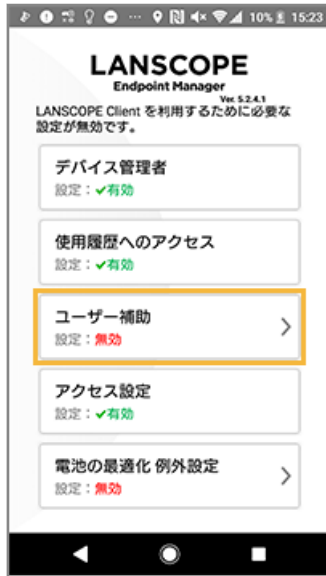 10% 15:23
LANSCOPE
Endpoint Manager
Ver. 5.2.4.1
LANSCOPE Client を利用するために必要な
設定が無効です。
デバイス管理者
設定：✔有効
使用履歴へのアクセス
設定：✔有効
ユーザー補助
設定：無効
アクセス設定
設定：✔有効
電池の最適化 例外設定
設定：無効